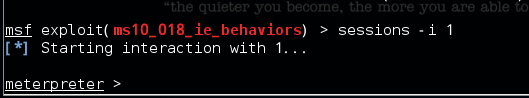 "the quieter you become, the more you are able to
msf exploit(ms10_018_ie_behaviors) > sessions -i 1
[*] Starting interaction with 1...
meterpreter >